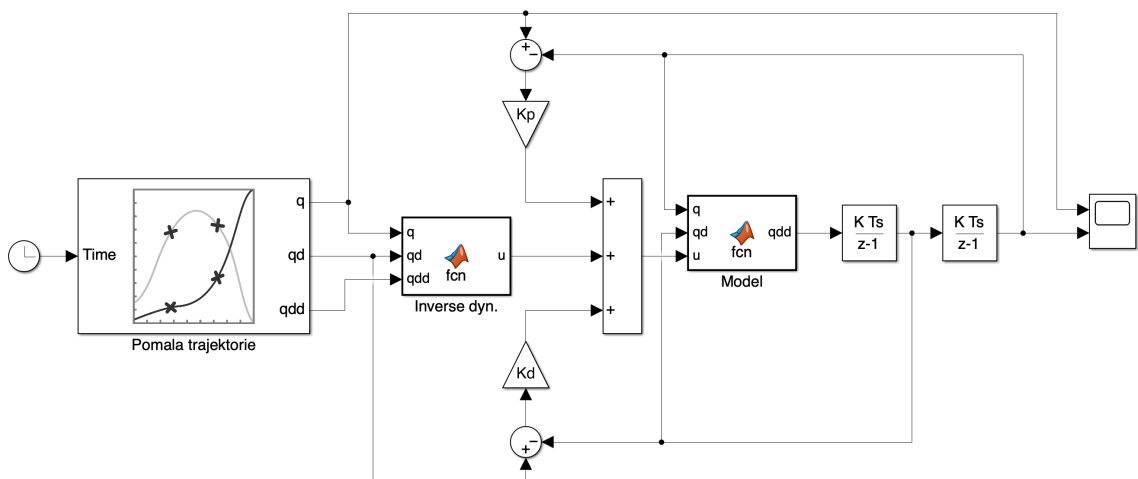 +
−
Kp
Time
q
qd
qdd
Pomala trajektorie
q
qd
qdd
fcn
u
Inverse dyn.
+
+
+
q
qd
u
fcn
qdd
Model
K Ts
z-1
K Ts
z-1
Kd
−
+